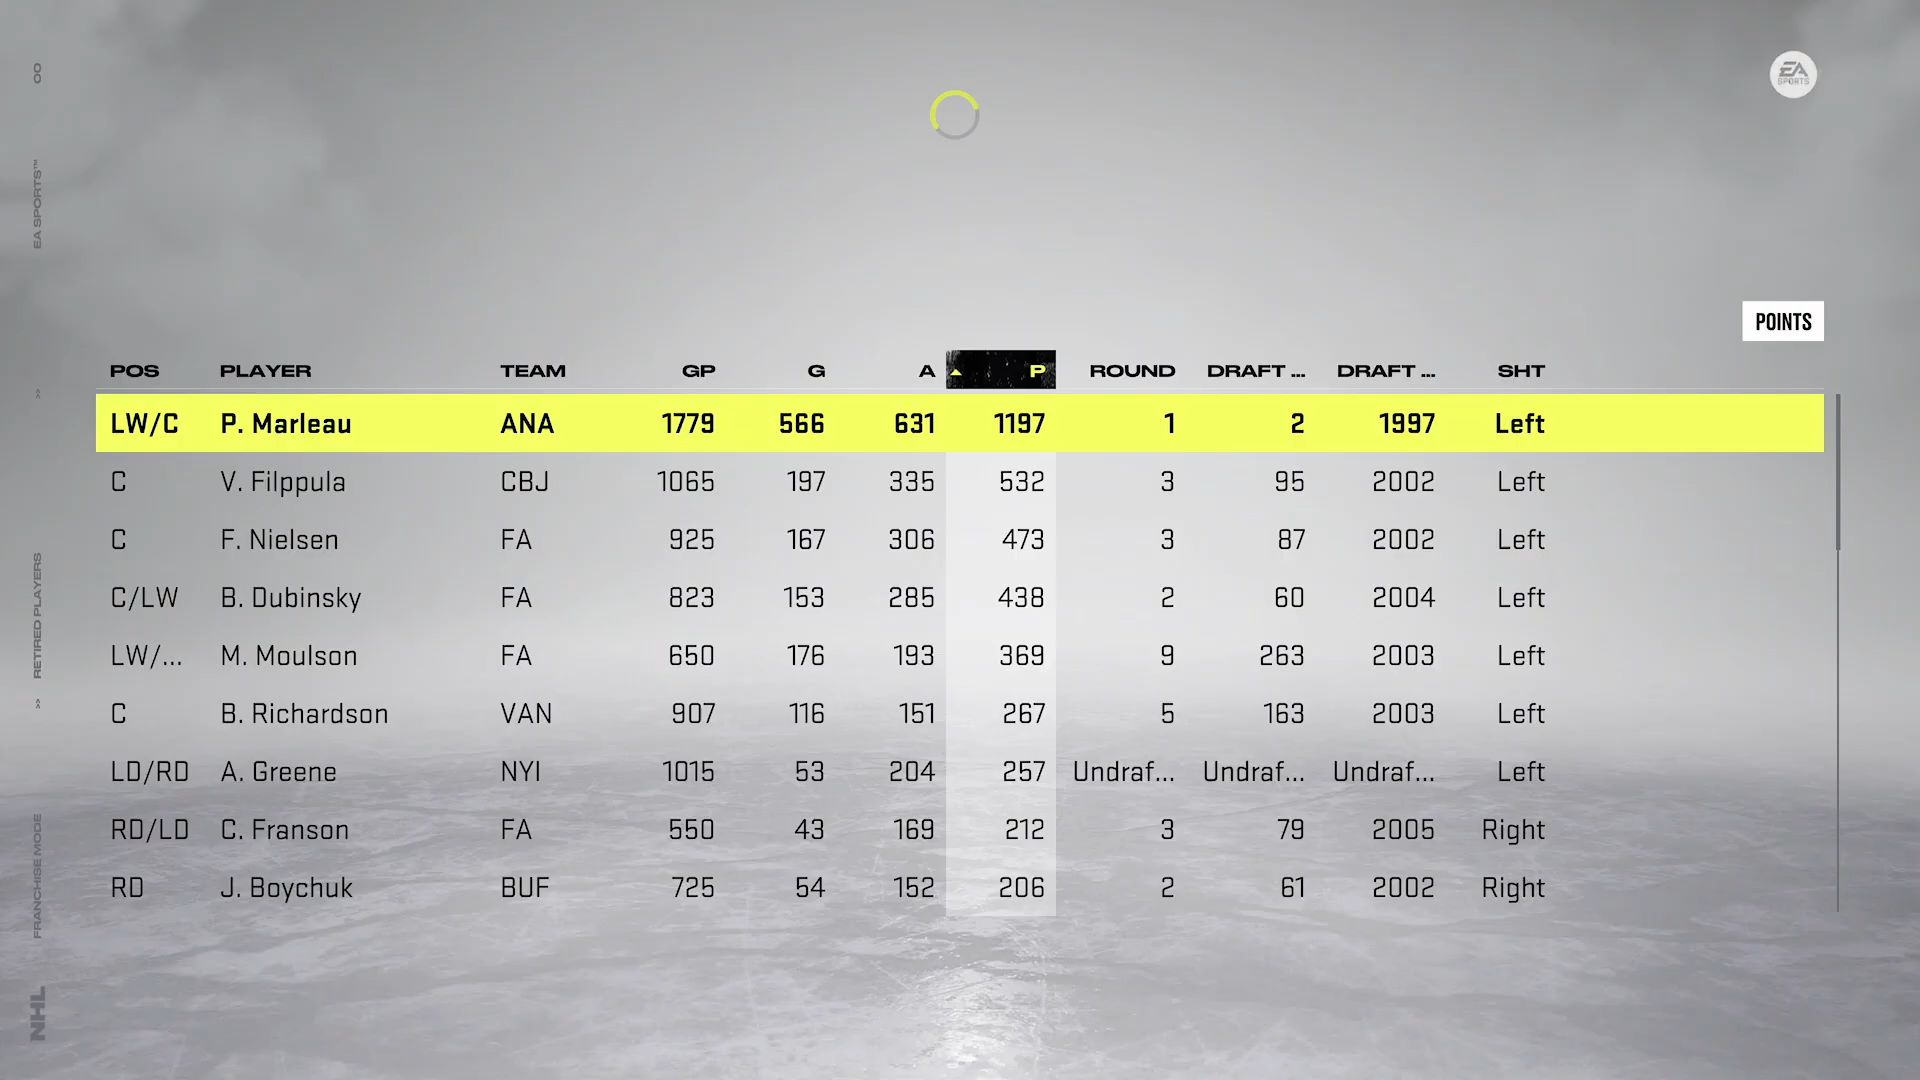 EA SPORTS
POINTS
POS PLAYER TEAM GP G A P ROUND DRAFT ... DRAFT ... SHT
LW/C P. Marleau ANA 1779 566 631 1197 1 2 1997 Left
C V. Filppula CBJ 1065 197 335 532 3 95 2002 Left
C F. Nielsen FA 925 167 306 473 3 87 2002 Left
C/LW B. Dubinsky FA 823 153 285 438 2 60 2004 Left
LW/... M. Moulson FA 650 176 193 369 9 263 2003 Left
C B. Richardson VAN 907 116 151 267 5 163 2003 Left
LD/RD A. Greene NYI 1015 53 204 257 Undraf... Undraf... Undraf... Left
RD/LD C. Franson FA 550 43 169 212 3 79 2005 Right
RD J. Boychuk BUF 725 54 152 206 2 61 2002 Right
NHL FRANCHISE MODE >> RETIRED PLAYERS >> EA SPORTS™ OO